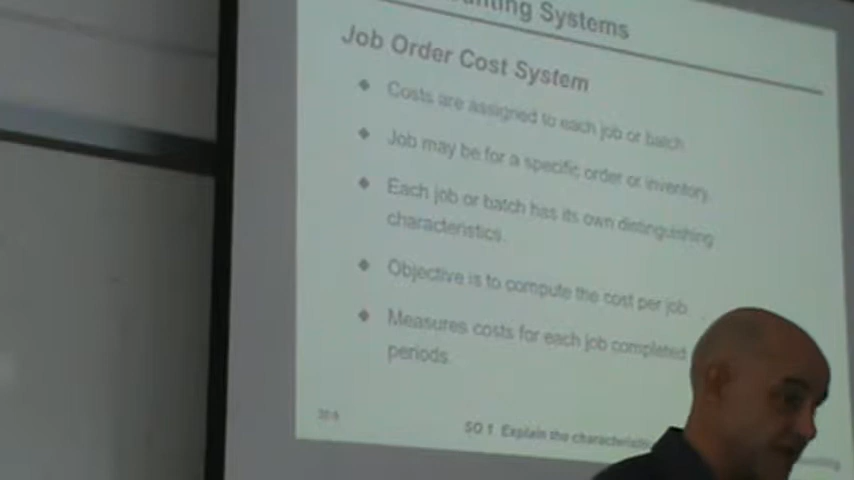 unting Systems
Job Order Cost System
Costs are assigned to each job or batch.
Job may be for a specific order or inventory.
Each job or batch has its own distinguishing
characteristics.
Objective is to compute the cost per job.
Measures costs for each job completed
periods.
SO 1 Explain the characteristic